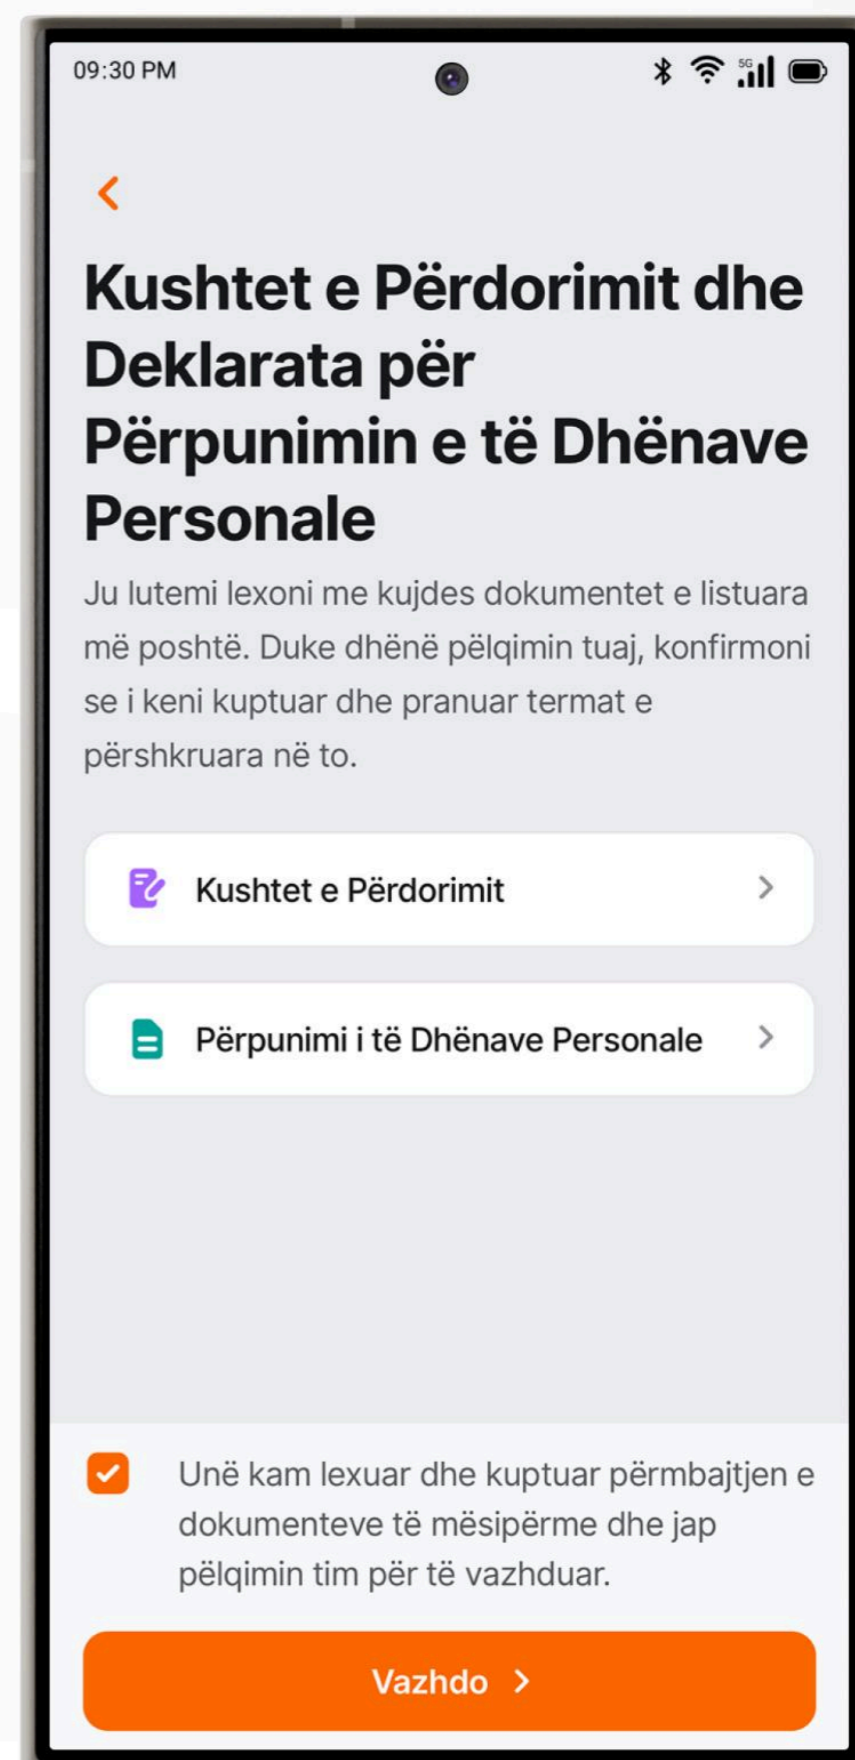 09:30 PM
5G
Kushtet e Përdorimit dhe
Deklarata për
Përpunimin e të Dhënave
Personale
Ju lutemi lexoni me kujdes dokumentet e listuara
më poshtë. Duke dhënë pëlqimin tuaj, konfirmoni
se i keni kuptuar dhe pranuar termat e
përshkruara në to.
Kushtet e Përdorimit
Përpunimi i të Dhënave Personale
Unë kam lexuar dhe kuptuar përmbajtjen e
dokumenteve të mësipërme dhe jap
pëlqimin tim për të vazhduar.
Vazhdo